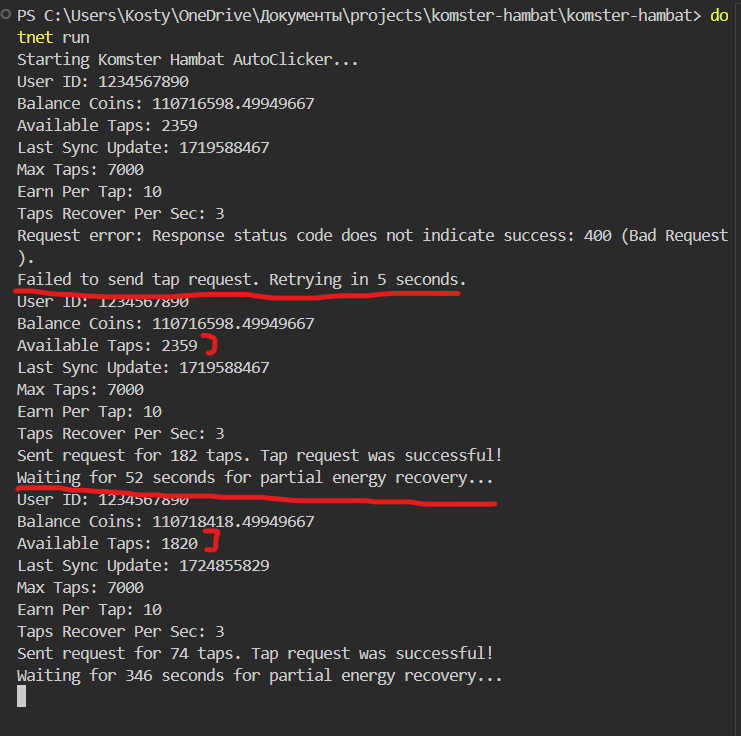 PS C:\Users\Kosty\OneDrive\Документы\projects\komster-hambat\komster-hambat> do
tnet run
Starting Komster Hambat AutoClicker...
User ID: 1234567890
Balance Coins: 110716598.49949667
Available Taps: 2359
Last Sync Update: 1719588467
Max Taps: 7000
Earn Per Tap: 10
Taps Recover Per Sec: 3
Request error: Response status code does not indicate success: 400 (Bad Request
).
Failed to send tap request. Retrying in 5 seconds.
User ID: 1234567890
Balance Coins: 110716598.49949667
Available Taps: 2359
Last Sync Update: 1719588467
Max Taps: 7000
Earn Per Tap: 10
Taps Recover Per Sec: 3
Sent request for 182 taps. Tap request was successful!
Waiting for 52 seconds for partial energy recovery...
User ID: 1234567890
Balance Coins: 110718418.49949667
Available Taps: 1820
Last Sync Update: 1724855829
Max Taps: 7000
Earn Per Tap: 10
Taps Recover Per Sec: 3
Sent request for 74 taps. Tap request was successful!
Waiting for 346 seconds for partial energy recovery...